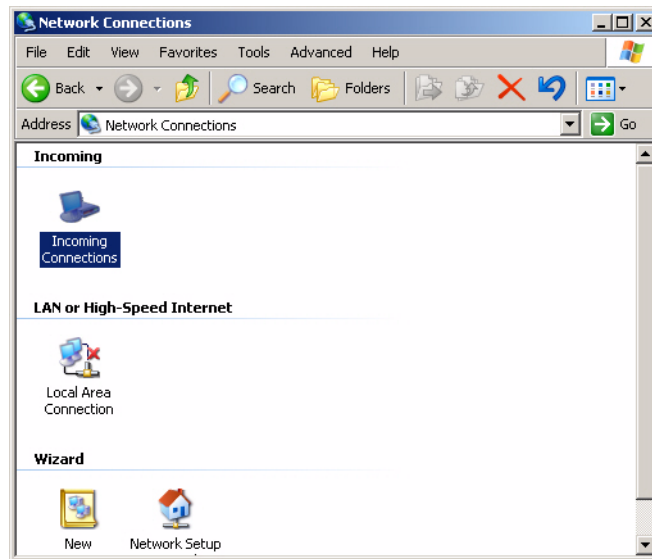 Network Connections
File Edit View Favorites Tools Advanced Help
Back Search Folders
Address Network Connections Go
Incoming
Incoming
Connections
LAN or High-Speed Internet
Local Area
Connection
Wizard
New Network Setup